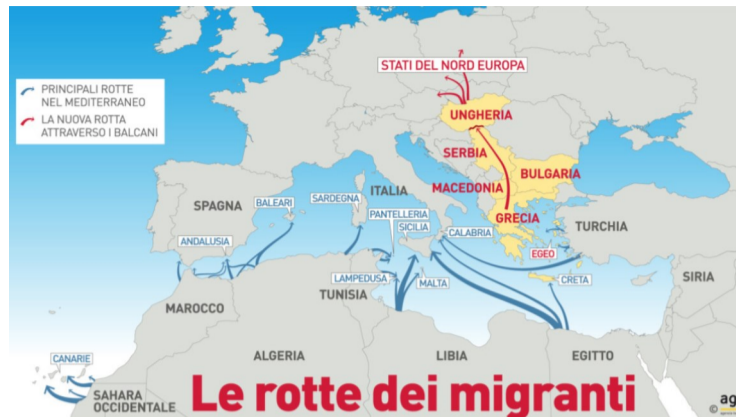 STATI DEL NORD EUROPA
PRINCIPALI ROTTE
NEL MEDITERRANEO
LA NUOVA ROTTA
ATTRAVERSO I BALCANI
UNGHERIA
SERBIA
BULGARIA
MACEDONIA
ITALIA
SARDEGNA
BALEARI
SPAGNA
PANTELLERIA
SICILIA
CALABRIA
GRECIA
TURCHIA
ANDALUSIA
EGEO
LAMPEDUSA
MALTA
CRETA
SIRIA
TUNISIA
MAROCCO
ALGERIA
LIBIA
EGITTO
CANARIE
SAHARA
OCCIDENTALE
Le rotte dei migranti
ag
©